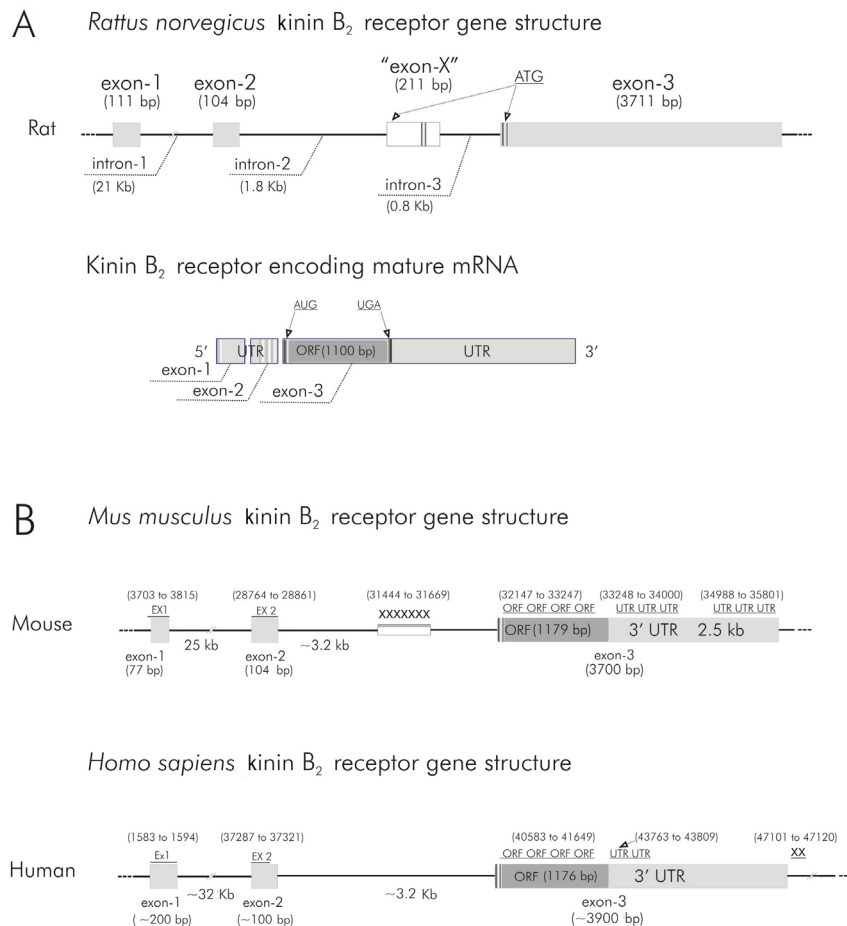 A
Rattus norvegicus kinin B2 receptor gene structure
exon-1
(111 bp)
exon-2
(104 bp)
"exon-X"
(211 bp)
ATG
exon-3
(3711 bp)
Rat
intron-1
(21 Kb)
intron-2
(1.8 Kb)
intron-3
(0.8 Kb)
Kinin B2 receptor encoding mature mRNA
AUG
UGA
5' UTR ORF(1100 bp) UTR 3'
exon-1
exon-2
exon-3
B
Mus musculus kinin B2 receptor gene structure
(3703 to 3815) (28764 to 28861) (31444 to 31669) (32147 to 33247) (33248 to 34000) (34988 to 35801)
EX1 EX 2 XXXXXXX ORF ORF ORF ORF UTR UTR UTR UTR UTR UTR
Mouse ORF(1179 bp) 3' UTR 2.5 kb
25 kb ~3.2 kb
exon-1
(77 bp)
exon-2
(104 bp)
exon-3
(3700 bp)
Homo sapiens kinin B2 receptor gene structure
(1583 to 1594) (37287 to 37321) (40583 to 41649) (43763 to 43809) (47101 to 47120)
Ex1 EX 2 ORF ORF ORF ORF UTR UTR XX
Human ORF (1176 bp) 3' UTR
~32 Kb ~3.2 Kb
exon-1
( ~200 bp)
exon-2
(~100 bp)
exon-3
(~3900 bp)